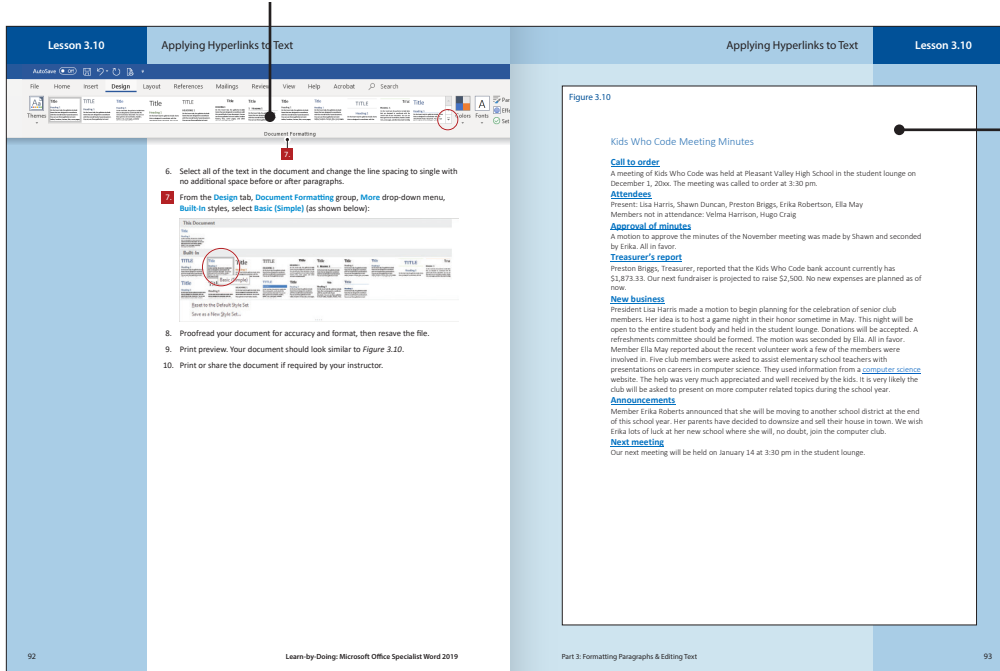 Lesson 3.10
Applying Hyperlinks to Text
AutoSave Off
File Home Insert Design Layout References Mailings Review View Help Acrobat Search
Themes
Colors Fonts
Document Formatting
7.
6. Select all of the text in the document and change the line spacing to single with
no additional space before or after paragraphs.
7. From the Design tab, Document Formatting group, More drop-down menu,
Built-In styles, select Basic (Simple) (as shown below):
This Document
Built-In
Basic (Simple)
Reset to the Default Style Set
Save as a New Style Set...
8. Proofread your document for accuracy and format, then resave the file.
9. Print preview. Your document should look similar to Figure 3.10.
10. Print or share the document if required by your instructor.
92
Learn-by-Doing: Microsoft Office Specialist Word 2019
Applying Hyperlinks to Text
Lesson 3.10
Figure 3.10
Kids Who Code Meeting Minutes
Call to order
A meeting of Kids Who Code was held at Pleasant Valley High School in the student lounge on
December 1, 20xx. The meeting was called to order at 3:30 pm.
Attendees
Present: Lisa Harris, Shawn Duncan, Preston Briggs, Erika Robertson, Ella May
Members not in attendance: Velma Harrison, Hugo Craig
Approval of minutes
A motion to approve the minutes of the November meeting was made by Shawn and seconded
by Erika. All in favor.
Treasurer's report
Preston Briggs, Treasurer, reported that the Kids Who Code bank account currently has
$1,873.33. Our next fundraiser is projected to raise $2,500. No new expenses are planned as of
now.
New business
President Lisa Harris made a motion to begin planning for the celebration of senior club
members. Her idea is to host a game night in their honor sometime in May. This night will be
open to the entire student body and held in the student lounge. Donations will be accepted. A
refreshments committee should be formed. The motion was seconded by Ella. All in favor.
Member Ella May reported about the recent volunteer work a few of the members were
involved in. Five club members were asked to assist elementary school teachers with
presentations on careers in computer science. They used information from a computer science
website. The help was very much appreciated and well received by the kids. It is very likely the
club will be asked to present on more computer related topics during the school year.
Announcements
Member Erika Roberts announced that she will be moving to another school district at the end
of this school year. Her parents have decided to downsize and sell their house in town. We wish
Erika lots of luck at her new school where she will, no doubt, join the computer club.
Next meeting
Our next meeting will be held on January 14 at 3:30 pm in the student lounge.
Part 3: Formatting Paragraphs & Editing Text
93